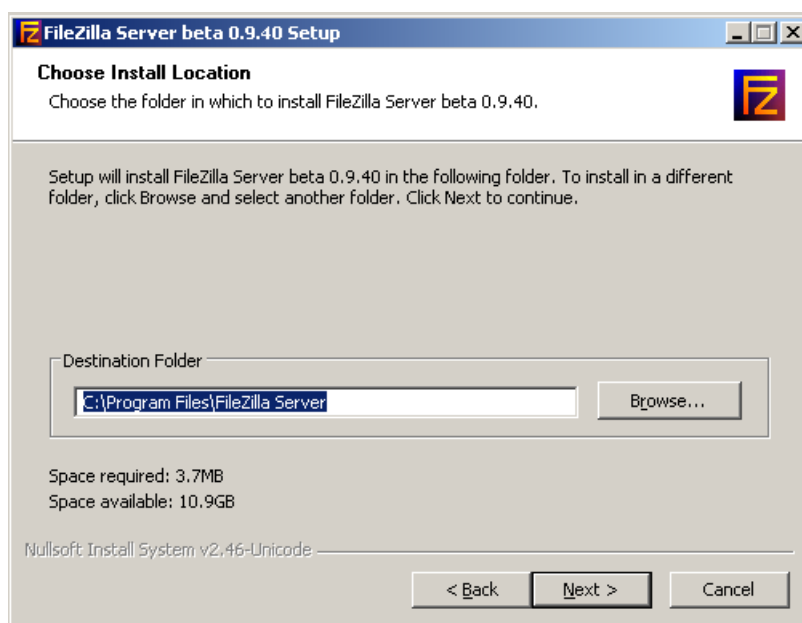 FileZilla Server beta 0.9.40 Setup
Choose Install Location
Choose the folder in which to install FileZilla Server beta 0.9.40.
FZ
Setup will install FileZilla Server beta 0.9.40 in the following folder. To install in a different
folder, click Browse and select another folder. Click Next to continue.
Destination Folder
C:\Program Files\FileZilla Server
Browse...
Space required: 3.7MB
Space available: 10.9GB
Nullsoft Install System v2.46-Unicode
< Back
Next >
Cancel